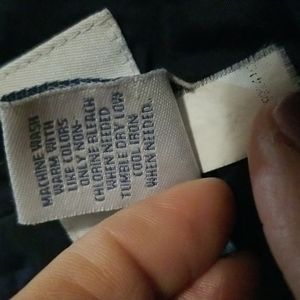 MACHINE WASH
WARM WITH
LIKE COLORS
ONLY NON-
CHLORINE BLEACH
WHEN NEEDED
TUMBLE DRY LOW
COOL IRON
WHEN NEEDED.